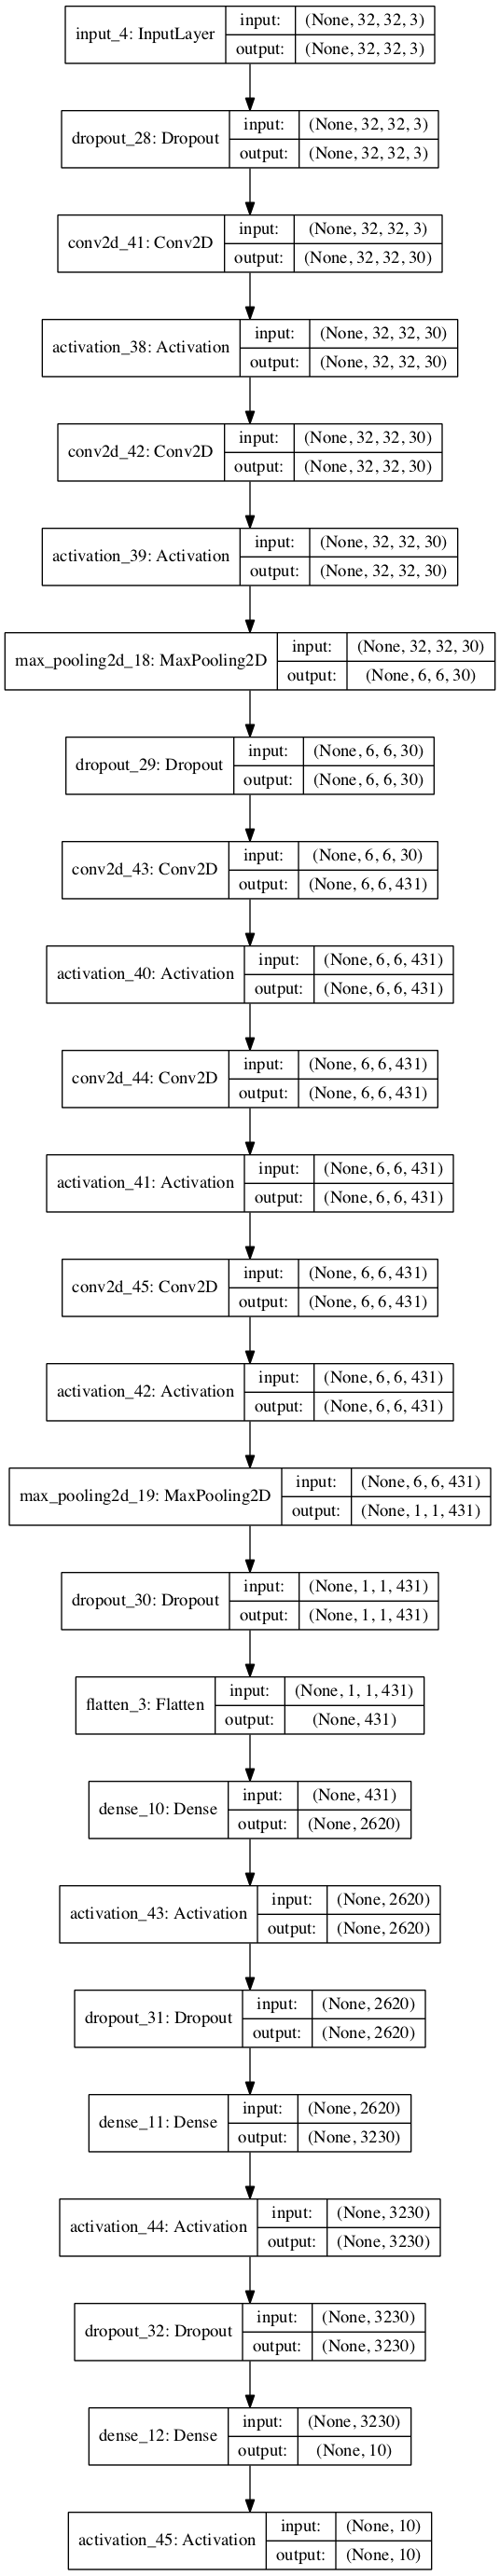 input_4: InputLayer
input: (None, 32, 32, 3)
output: (None, 32, 32, 3)
dropout_28: Dropout
input: (None, 32, 32, 3)
output: (None, 32, 32, 3)
conv2d_41: Conv2D
input: (None, 32, 32, 3)
output: (None, 32, 32, 30)
activation_38: Activation
input: (None, 32, 32, 30)
output: (None, 32, 32, 30)
conv2d_42: Conv2D
input: (None, 32, 32, 30)
output: (None, 32, 32, 30)
activation_39: Activation
input: (None, 32, 32, 30)
output: (None, 32, 32, 30)
max_pooling2d_18: MaxPooling2D
input: (None, 32, 32, 30)
output: (None, 6, 6, 30)
dropout_29: Dropout
input: (None, 6, 6, 30)
output: (None, 6, 6, 30)
conv2d_43: Conv2D
input: (None, 6, 6, 30)
output: (None, 6, 6, 431)
activation_40: Activation
input: (None, 6, 6, 431)
output: (None, 6, 6, 431)
conv2d_44: Conv2D
input: (None, 6, 6, 431)
output: (None, 6, 6, 431)
activation_41: Activation
input: (None, 6, 6, 431)
output: (None, 6, 6, 431)
conv2d_45: Conv2D
input: (None, 6, 6, 431)
output: (None, 6, 6, 431)
activation_42: Activation
input: (None, 6, 6, 431)
output: (None, 6, 6, 431)
max_pooling2d_19: MaxPooling2D
input: (None, 6, 6, 431)
output: (None, 1, 1, 431)
dropout_30: Dropout
input: (None, 1, 1, 431)
output: (None, 1, 1, 431)
flatten_3: Flatten
input: (None, 1, 1, 431)
output: (None, 431)
dense_10: Dense
input: (None, 431)
output: (None, 2620)
activation_43: Activation
input: (None, 2620)
output: (None, 2620)
dropout_31: Dropout
input: (None, 2620)
output: (None, 2620)
dense_11: Dense
input: (None, 2620)
output: (None, 3230)
activation_44: Activation
input: (None, 3230)
output: (None, 3230)
dropout_32: Dropout
input: (None, 3230)
output: (None, 3230)
dense_12: Dense
input: (None, 3230)
output: (None, 10)
activation_45: Activation
input: (None, 10)
output: (None, 10)